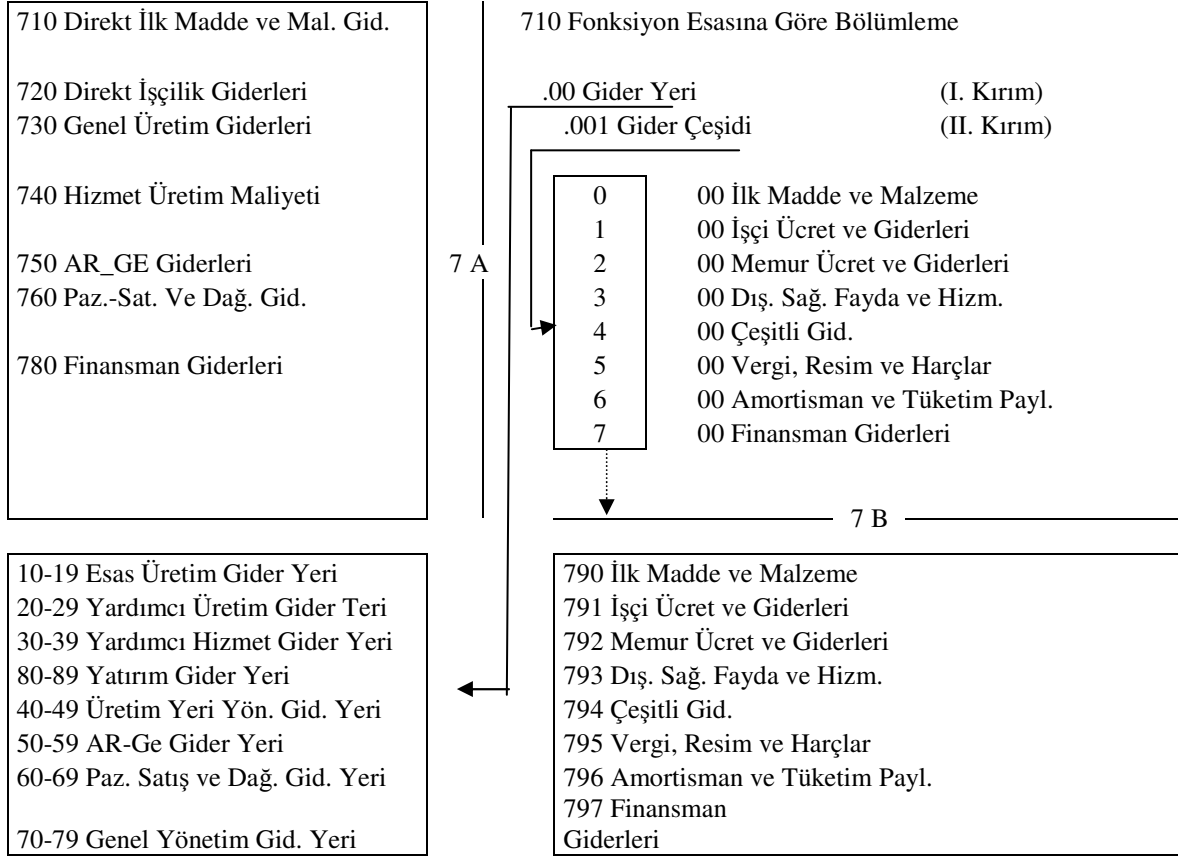 710 Direkt İlk Madde ve Mal. Gid.
720 Direkt İşçilik Giderleri
730 Genel Üretim Giderleri
740 Hizmet Üretim Maliyeti
750 AR_GE Giderleri
760 Paz.-Sat. Ve Dağ. Gid.
780 Finansman Giderleri
7 A
710 Fonksiyon Esasına Göre Bölümleme
.00 Gider Yeri (I. Kırım)
.001 Gider Çeşidi (II. Kırım)
0 00 İlk Madde ve Malzeme
1 00 İşçi Ücret ve Giderleri
2 00 Memur Ücret ve Giderleri
3 00 Dış. Sağ. Fayda ve Hizm.
4 00 Çeşitli Gid.
5 00 Vergi, Resim ve Harçlar
6 00 Amortisman ve Tüketim Payl.
7 00 Finansman Giderleri
7 B
10-19 Esas Üretim Gider Yeri
20-29 Yardımcı Üretim Gider Teri
30-39 Yardımcı Hizmet Gider Yeri
80-89 Yatırım Gider Yeri
40-49 Üretim Yeri Yön. Gid. Yeri
50-59 AR-Ge Gider Yeri
60-69 Paz. Satış ve Dağ. Gid. Yeri
70-79 Genel Yönetim Gid. Yeri
790 İlk Madde ve Malzeme
791 İşçi Ücret ve Giderleri
792 Memur Ücret ve Giderleri
793 Dış. Sağ. Fayda ve Hizm.
794 Çeşitli Gid.
795 Vergi, Resim ve Harçlar
796 Amortisman ve Tüketim Payl.
797 Finansman
Giderleri